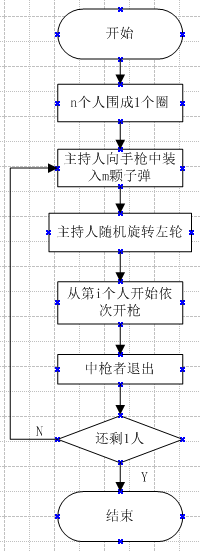 开始
n个人围成1个圈
主持人向手枪中装
入m颗子弹
主持人随机旋转左轮
从第i个人开始依
次开枪
中枪者退出
还剩1人
N
Y
结束